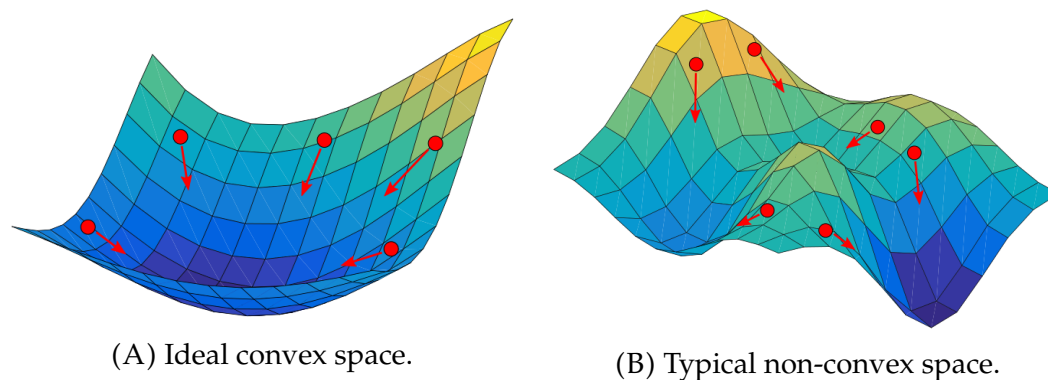 (A) Ideal convex space.
(B) Typical non-convex space.